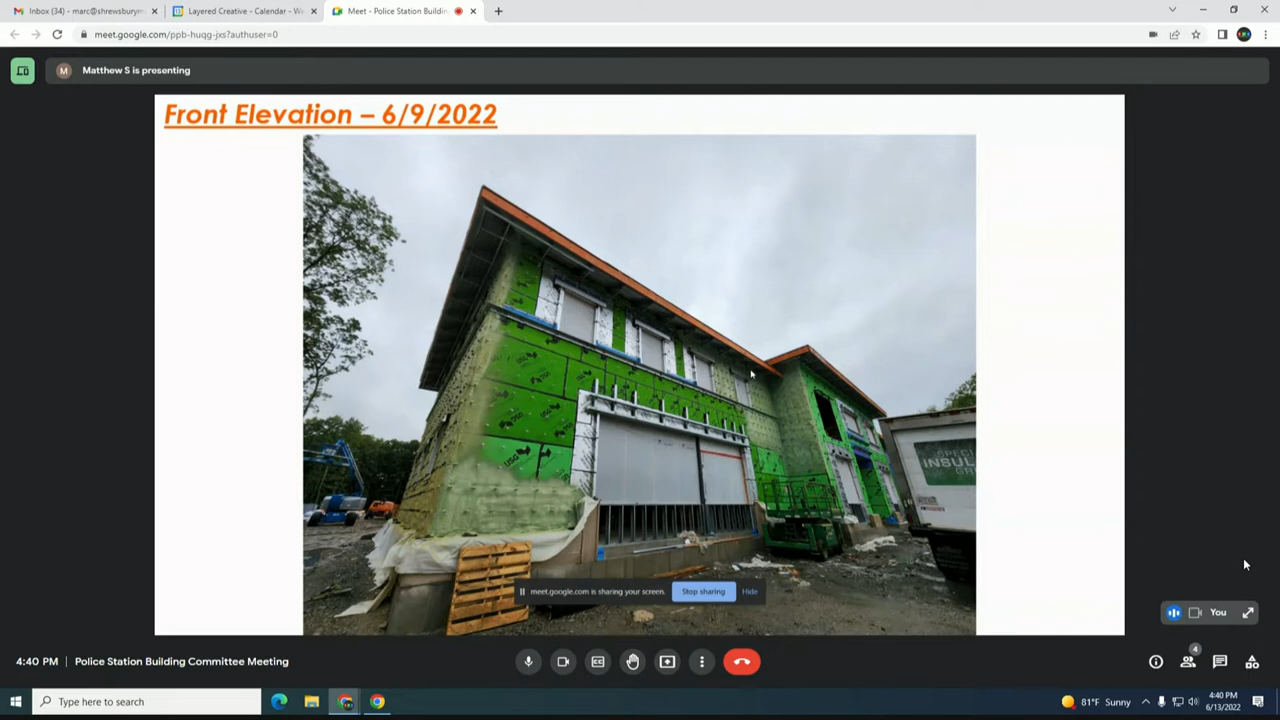 Inbox (34) - marc@shrewsburym
Layered Creative - Calendar - We
Meet - Police Station Buildin
meet.google.com/ppb-huqg-jxs?authuser=0
M
Matthew S is presenting
Front Elevation – 6/9/2022
USG
USG
INSUL
meet.google.com is sharing your screen.
Stop sharing
Hide
You
4:40 PM | Police Station Building Committee Meeting
4
Type here to search
81°F Sunny
4:40 PM
6/13/2022